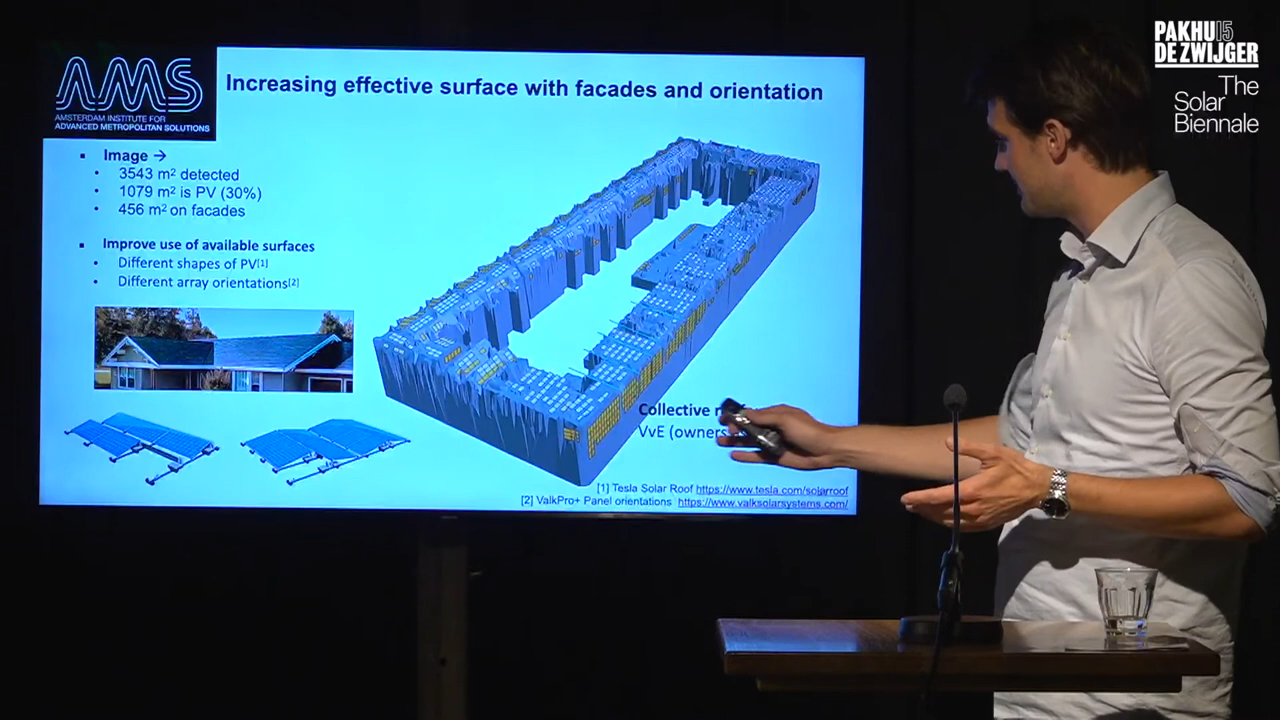 PAKHU15
DE ZWIJGER
The
Solar
Biennale
AMS
AMSTERDAM INSTITUTE FOR
ADVANCED METROPOLITAN SOLUTIONS
Increasing effective surface with facades and orientation
Image →
3543 m² detected
1079 m² is PV (30%)
456 m² on facades
Improve use of available surfaces
Different shapes of PV[1]
Different array orientations[2]
Collective
VvE (owners
[1] Tesla Solar Roof https://www.tesla.com/solarroof
[2] ValkPro+ Panel orientations https://www.valksolarsystems.com/